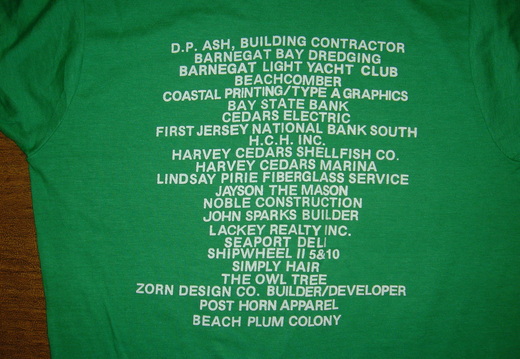 D.P. ASH, BUILDING CONTRACTOR
BARNEGAT BAY DREDGING
BARNEGAT LIGHT YACHT CLUB
BEACHCOMBER
COASTAL PRINTING/TYPE A GRAPHICS
BAY STATE BANK
CEDARS ELECTRIC
FIRST JERSEY NATIONAL BANK SOUTH
H.C.H. INC.
HARVEY CEDARS SHELLFISH CO.
HARVEY CEDARS MARINA
LINDSAY PIRIE FIBERGLASS SERVICE
JAYSON THE MASON
NOBLE CONSTRUCTION
JOHN SPARKS BUILDER
LACKEY REALTY INC.
SEAPORT DELI
SHIPWHEEL II 5&10
SIMPLY HAIR
THE OWL TREE
ZORN DESIGN CO. BUILDER/DEVELOPER
POST HORN APPAREL
BEACH PLUM COLONY